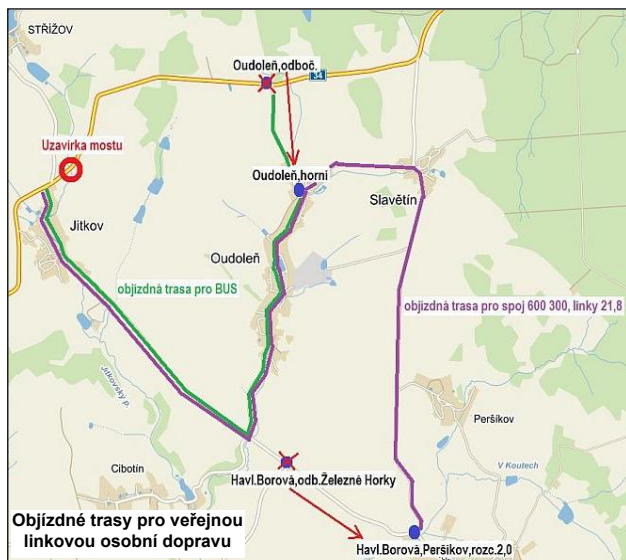 STŘÍŽOV
Oudoleň,odboč.
34
Uzavírka mostu
Oudoleň,horni
Slavětín
Jitkov
Oudoleň
objízdná trasa pro BUS
objízdná trasa pro spoj 600 300, linky 21,8
Jitkovský p.
Peršíkov
V Koutech
Cibotín
Havl.Borová,odb.Železné Horky
Objízdné trasy pro veřejnou
linkovou osobní dopravu
Havl.Borová,Peršíkov,rozc.2,0